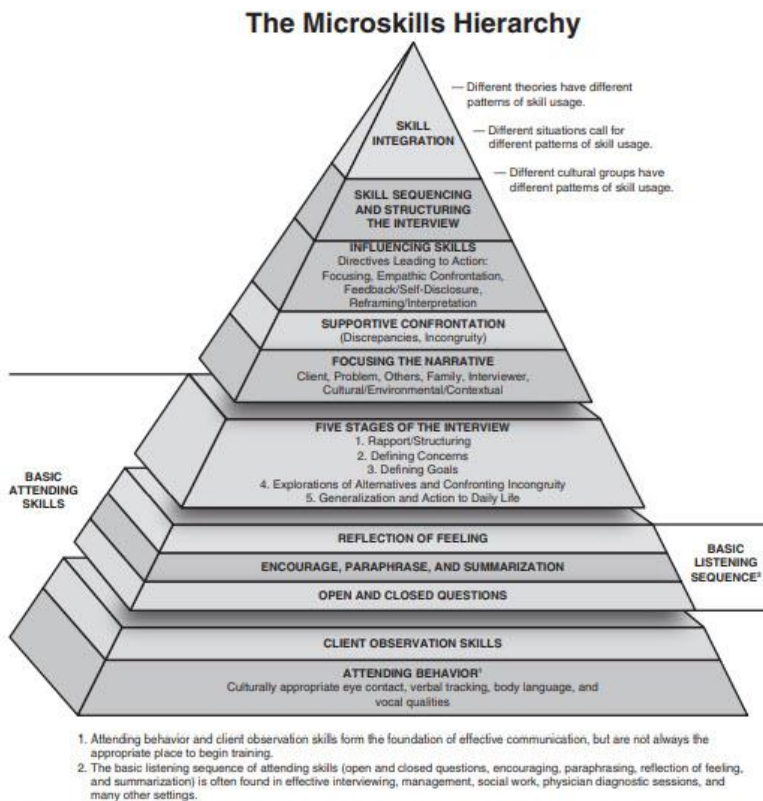 The Microskills Hierarchy
— Different theories have different
patterns of skill usage.
— Different situations call for
different patterns of skill usage.
— Different cultural groups have
different patterns of skill usage.
SKILL
INTEGRATION
SKILL SEQUENCING
AND STRUCTURING
THE INTERVIEW
INFLUENCING SKILLS
Directives Leading to Action:
Focusing, Empathic Confrontation,
Feedback/Self-Disclosure,
Reframing/Interpretation
SUPPORTIVE CONFRONTATION
(Discrepancies, Incongruity)
FOCUSING THE NARRATIVE
Client, Problem, Others, Family, Interviewer,
Cultural/Environmental/Contextual
FIVE STAGES OF THE INTERVIEW
1. Rapport/Structuring
2. Defining Concerns
3. Defining Goals
4. Explorations of Alternatives and Confronting Incongruity
5. Generalization and Action to Daily Life
BASIC
ATTENDING
SKILLS
REFLECTION OF FEELING
ENCOURAGE, PARAPHRASE, AND SUMMARIZATION
OPEN AND CLOSED QUESTIONS
BASIC
LISTENING
SEQUENCE²
CLIENT OBSERVATION SKILLS
ATTENDING BEHAVIOR¹
Culturally appropriate eye contact, verbal tracking, body language, and
vocal qualities
1. Attending behavior and client observation skills form the foundation of effective communication, but are not always the
appropriate place to begin training.
2. The basic listening sequence of attending skills (open and closed questions, encouraging, paraphrasing, reflection of feeling,
and summarization) is often found in effective interviewing, management, social work, physician diagnostic sessions, and
many other settings.